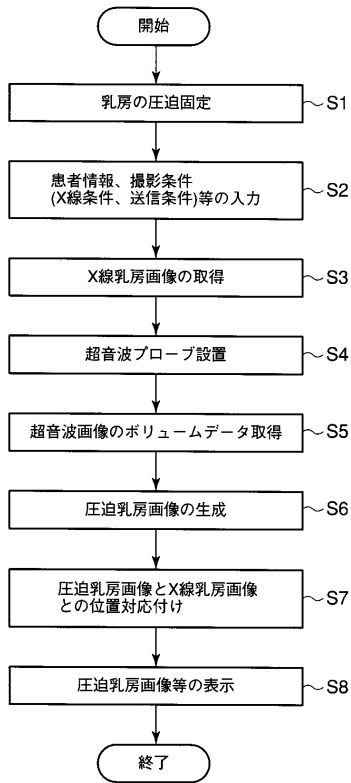 開始
乳房の圧迫固定
S1
患者情報、撮影条件
(X線条件、送信条件)等の入力
S2
X線乳房画像の取得
S3
超音波プローブ設置
S4
超音波画像のボリュームデータ取得
S5
圧迫乳房画像の生成
S6
圧迫乳房画像とX線乳房画像
との位置対応付け
S7
圧迫乳房画像等の表示
S8
終了